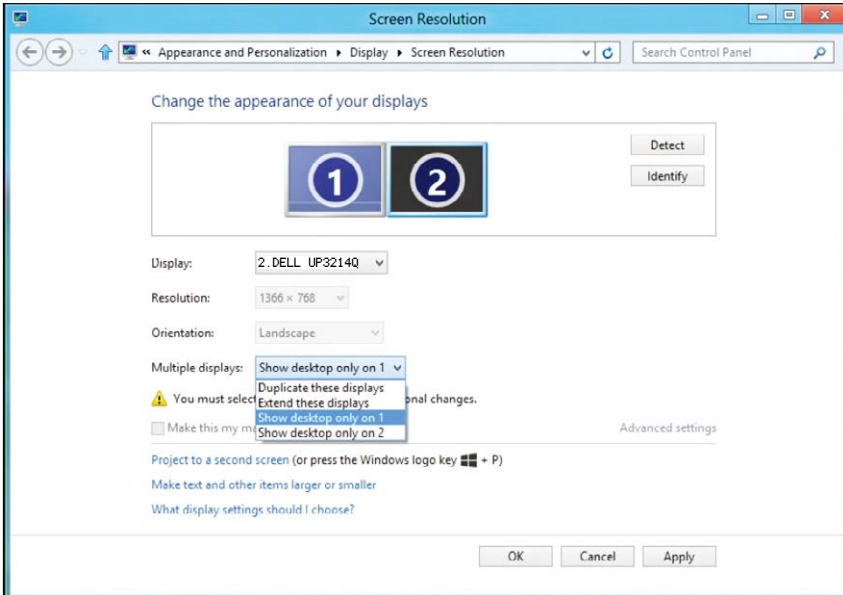 Screen Resolution
« Appearance and Personalization ▸ Display ▸ Screen Resolution
Search Control Panel
Change the appearance of your displays
1 2
Detect
Identify
Display: 2.DELL UP3214Q
Resolution: 1366 × 768
Orientation: Landscape
Multiple displays: Show desktop only on 1
Duplicate these displays
You must select onal changes.
Extend these displays
Show desktop only on 1
Make this my m
Show desktop only on 2
Advanced settings
Project to a second screen (or press the Windows logo key + P)
Make text and other items larger or smaller
What display settings should I choose?
OK Cancel Apply